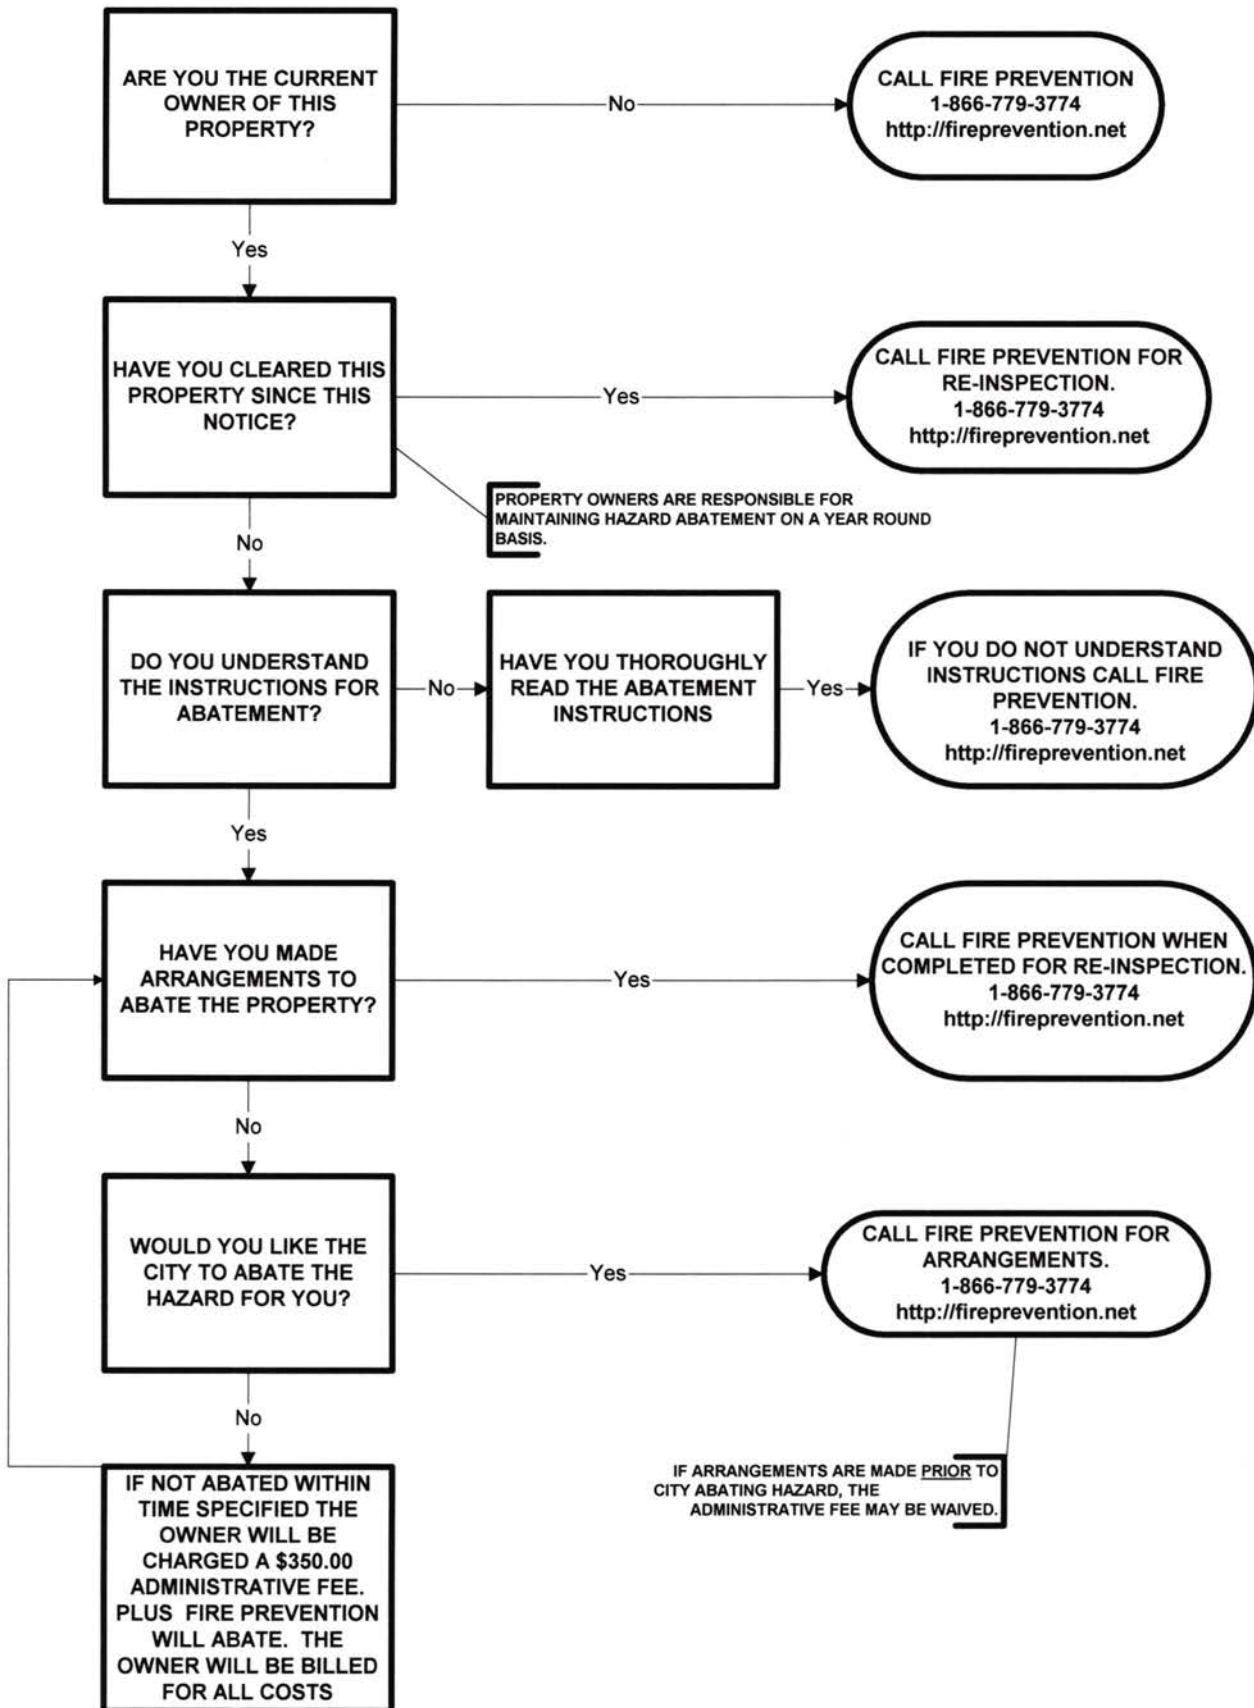 ARE YOU THE CURRENT
OWNER OF THIS
PROPERTY?
No
CALL FIRE PREVENTION
1-866-779-3774
http://fireprevention.net
Yes
HAVE YOU CLEARED THIS
PROPERTY SINCE THIS
NOTICE?
Yes
CALL FIRE PREVENTION FOR
RE-INSPECTION.
1-866-779-3774
http://fireprevention.net
PROPERTY OWNERS ARE RESPONSIBLE FOR
MAINTAINING HAZARD ABATEMENT ON A YEAR ROUND
BASIS.
No
DO YOU UNDERSTAND
THE INSTRUCTIONS FOR
ABATEMENT?
No
HAVE YOU THOROUGHLY
READ THE ABATEMENT
INSTRUCTIONS
Yes
IF YOU DO NOT UNDERSTAND
INSTRUCTIONS CALL FIRE
PREVENTION.
1-866-779-3774
http://fireprevention.net
Yes
HAVE YOU MADE
ARRANGEMENTS TO
ABATE THE PROPERTY?
Yes
CALL FIRE PREVENTION WHEN
COMPLETED FOR RE-INSPECTION.
1-866-779-3774
http://fireprevention.net
No
WOULD YOU LIKE THE
CITY TO ABATE THE
HAZARD FOR YOU?
Yes
CALL FIRE PREVENTION FOR
ARRANGEMENTS.
1-866-779-3774
http://fireprevention.net
No
IF ARRANGEMENTS ARE MADE PRIOR TO
CITY ABATING HAZARD, THE
ADMINISTRATIVE FEE MAY BE WAIVED.
IF NOT ABATED WITHIN
TIME SPECIFIED THE
OWNER WILL BE
CHARGED A $350.00
ADMINISTRATIVE FEE.
PLUS FIRE PREVENTION
WILL ABATE. THE
OWNER WILL BE BILLED
FOR ALL COSTS